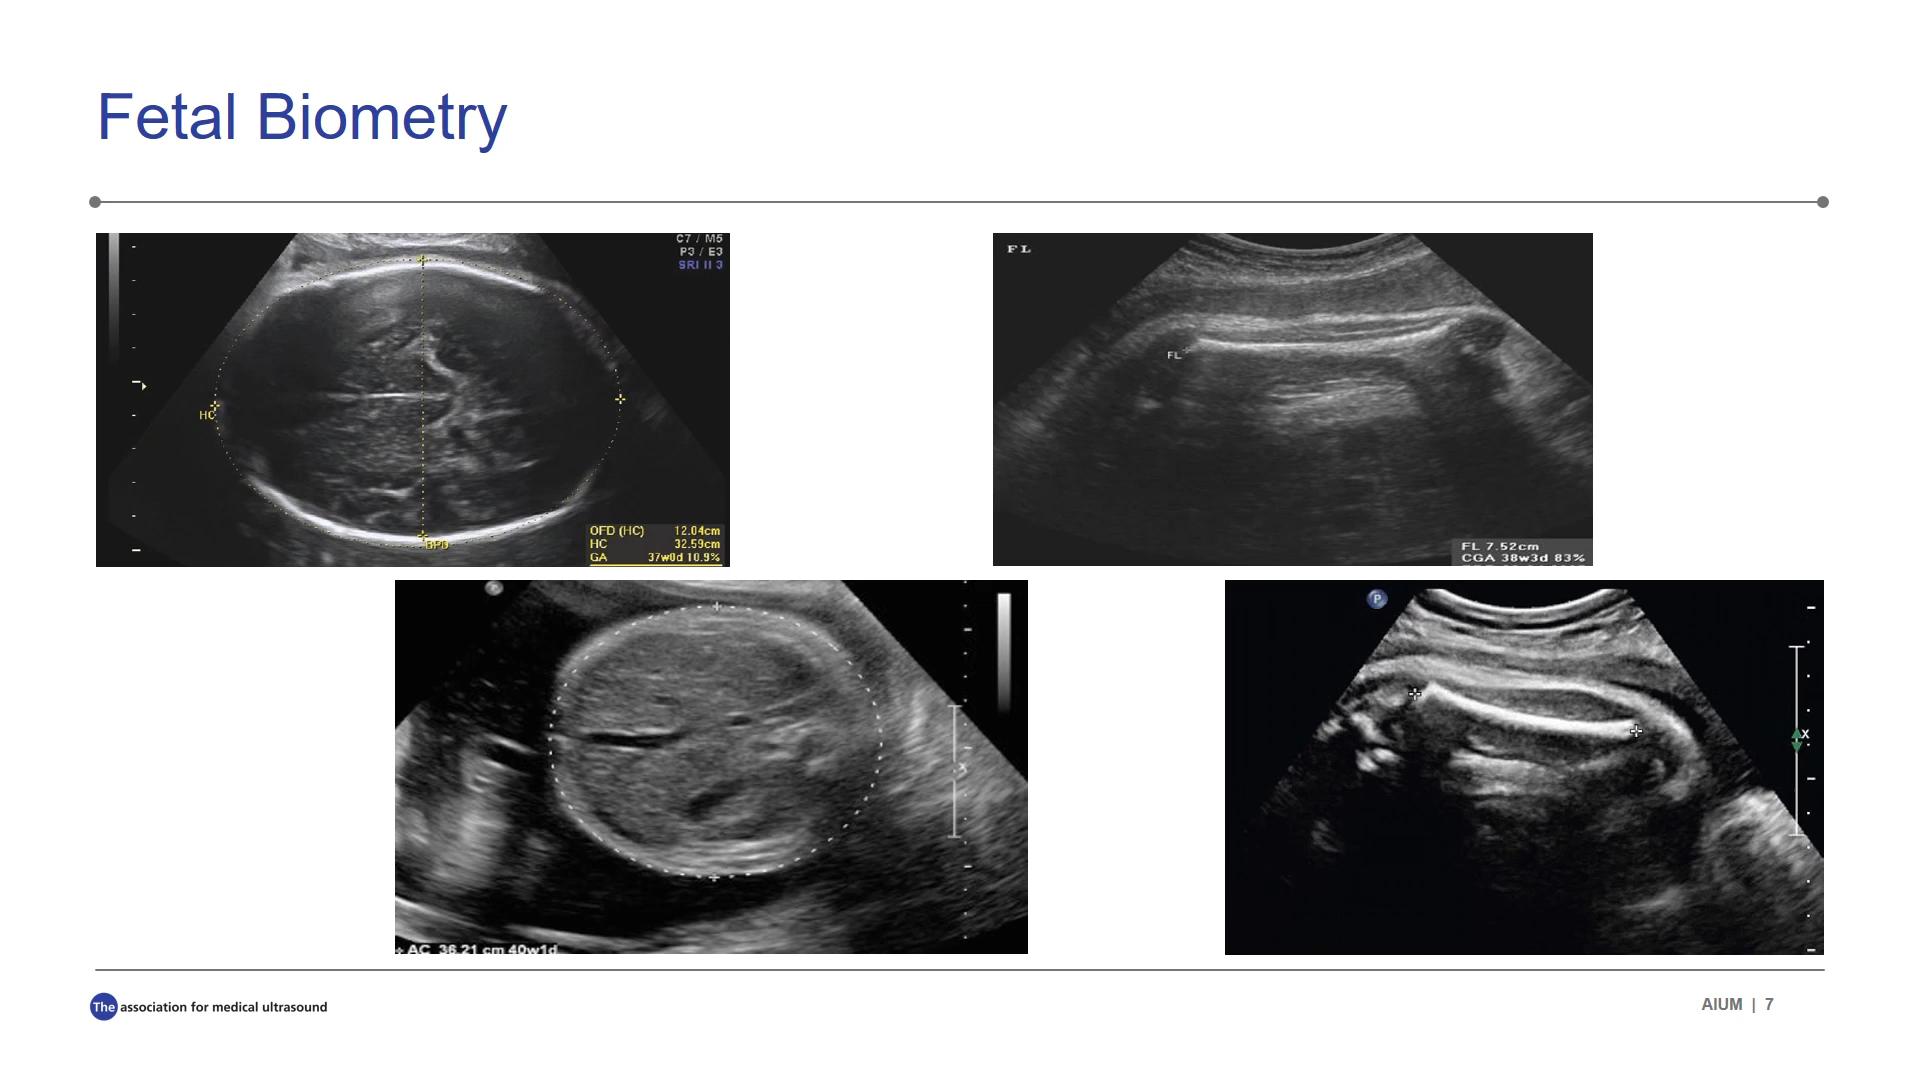 Fetal Biometry
C7 / M5
P3 / E3
SRI II 3
HC
BPD
OFD (HC) 12.04cm
HC 32.59cm
GA 37w0d 10.9%
FL
FL
FL 7.52cm
CGA 38w3d 83%
P
X
AC 36.21 cm 40w1d
P
X
The association for medical ultrasound
AIUM | 7